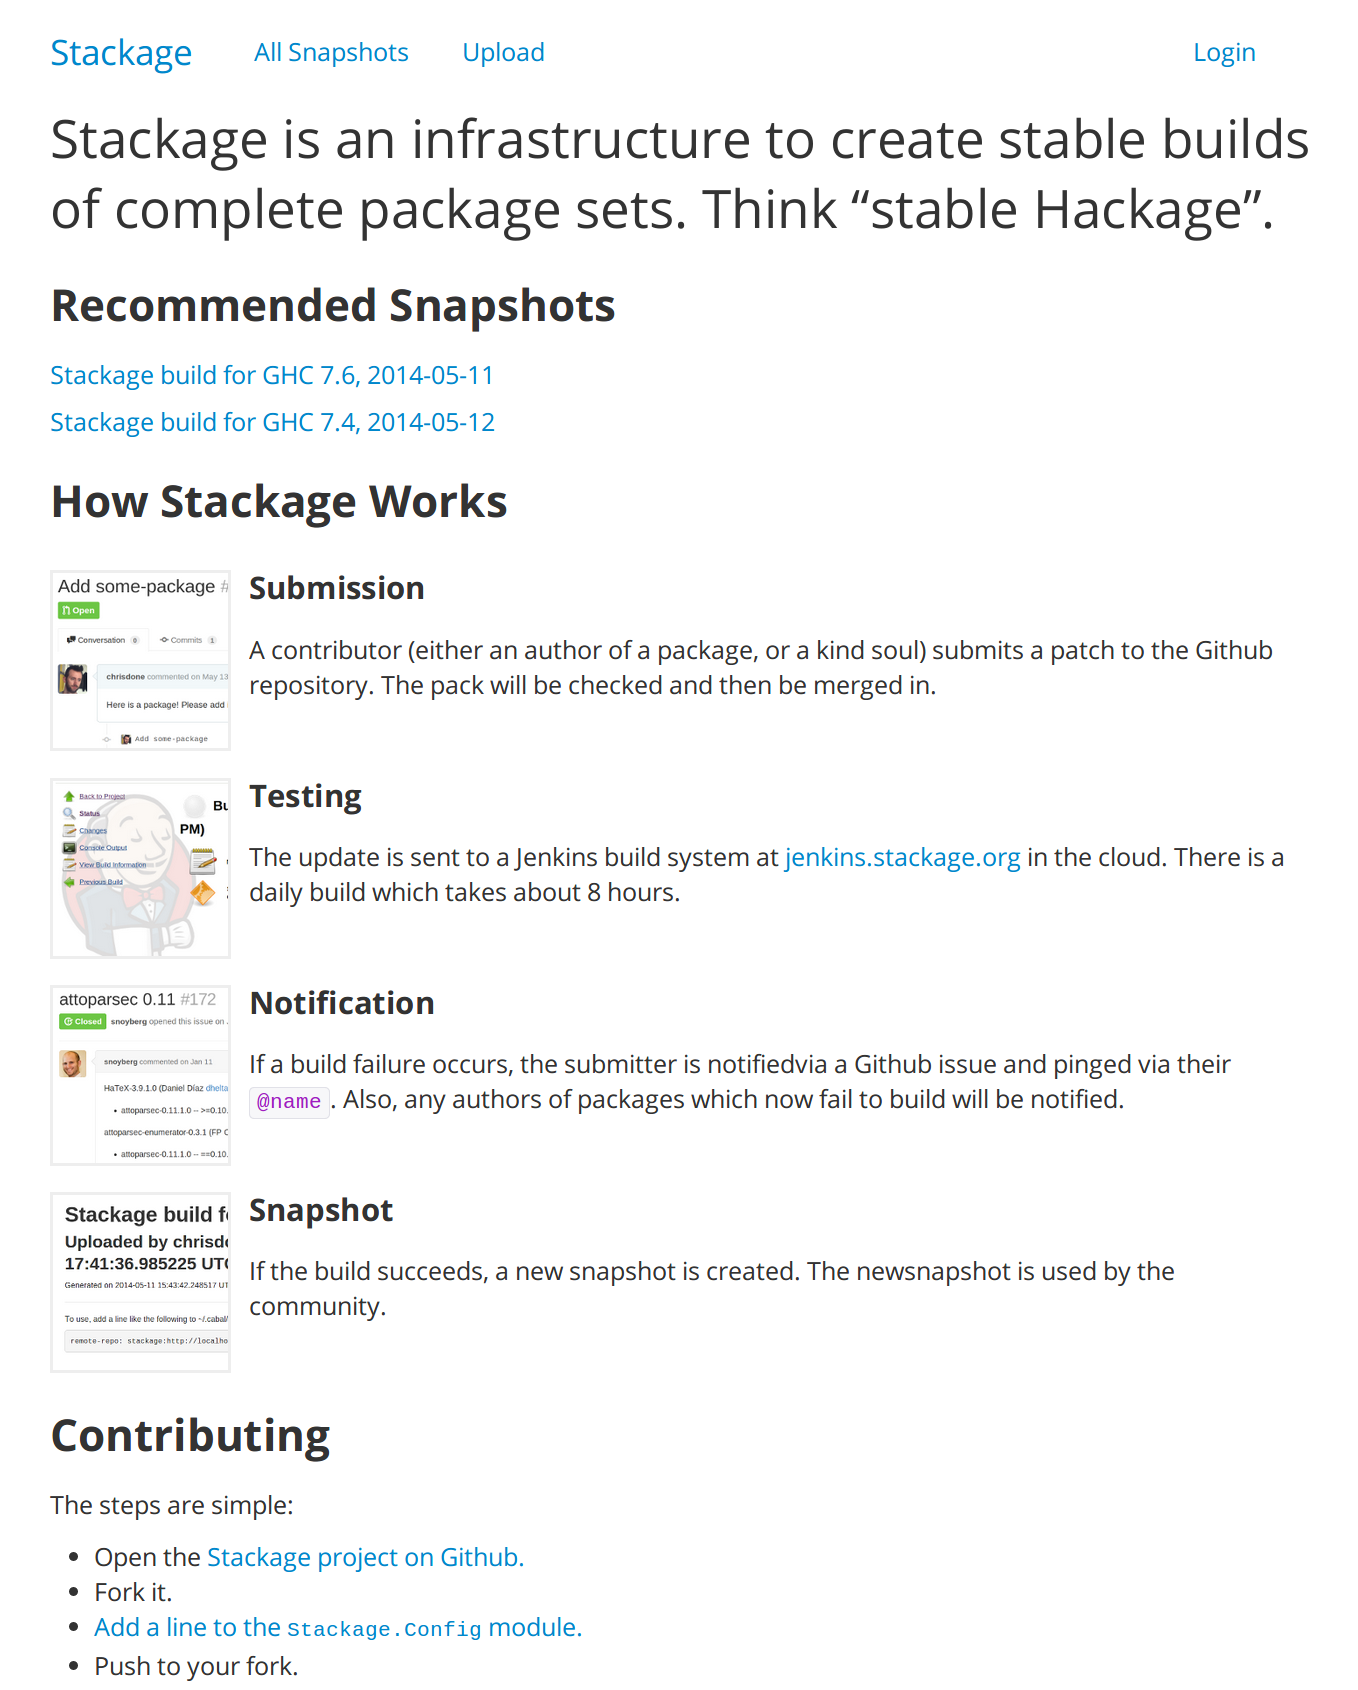 Stackage All Snapshots Upload Login
Stackage is an infrastructure to create stable builds
of complete package sets. Think “stable Hackage”.
Recommended Snapshots
Stackage build for GHC 7.6, 2014-05-11
Stackage build for GHC 7.4, 2014-05-12
How Stackage Works
Add some-package #
Open
Conversation 0 Commits 1
chrisdone commented on May 13
Here is a package! Please add
Add some-package
Submission
A contributor (either an author of a package, or a kind soul) submits a patch to the Github
repository. The pack will be checked and then be merged in.
Back to Project
Status
Changes
Console Output
View Build Information
Previous Build
Bu
PM)
Testing
The update is sent to a Jenkins build system at jenkins.stackage.org in the cloud. There is a
daily build which takes about 8 hours.
attoparsec 0.11 #172
Closed snoyberg opened this issue on
snoyberg commented on Jan 11
HaTeX-3.9.1.0 (Daniel Díaz dhelta
• attoparsec-0.11.1.0 -- >=0.10.
attoparsec-enumerator-0.3.1 (FP C
• attoparsec-0.11.1.0 -- ==0.10.
Notification
If a build failure occurs, the submitter is notifiedvia a Github issue and pinged via their
@name. Also, any authors of packages which now fail to build will be notified.
Stackage build f
Uploaded by chrisd
17:41:36.985225 UT
Generated on 2014-05-11 15:43:42.248517 UT
To use, add a line like the following to ~/.cabal/
remote-repo: stackage:http://localho
Snapshot
If the build succeeds, a new snapshot is created. The newsnapshot is used by the
community.
Contributing
The steps are simple:
• Open the Stackage project on Github.
• Fork it.
• Add a line to the Stackage.Config module.
• Push to your fork.